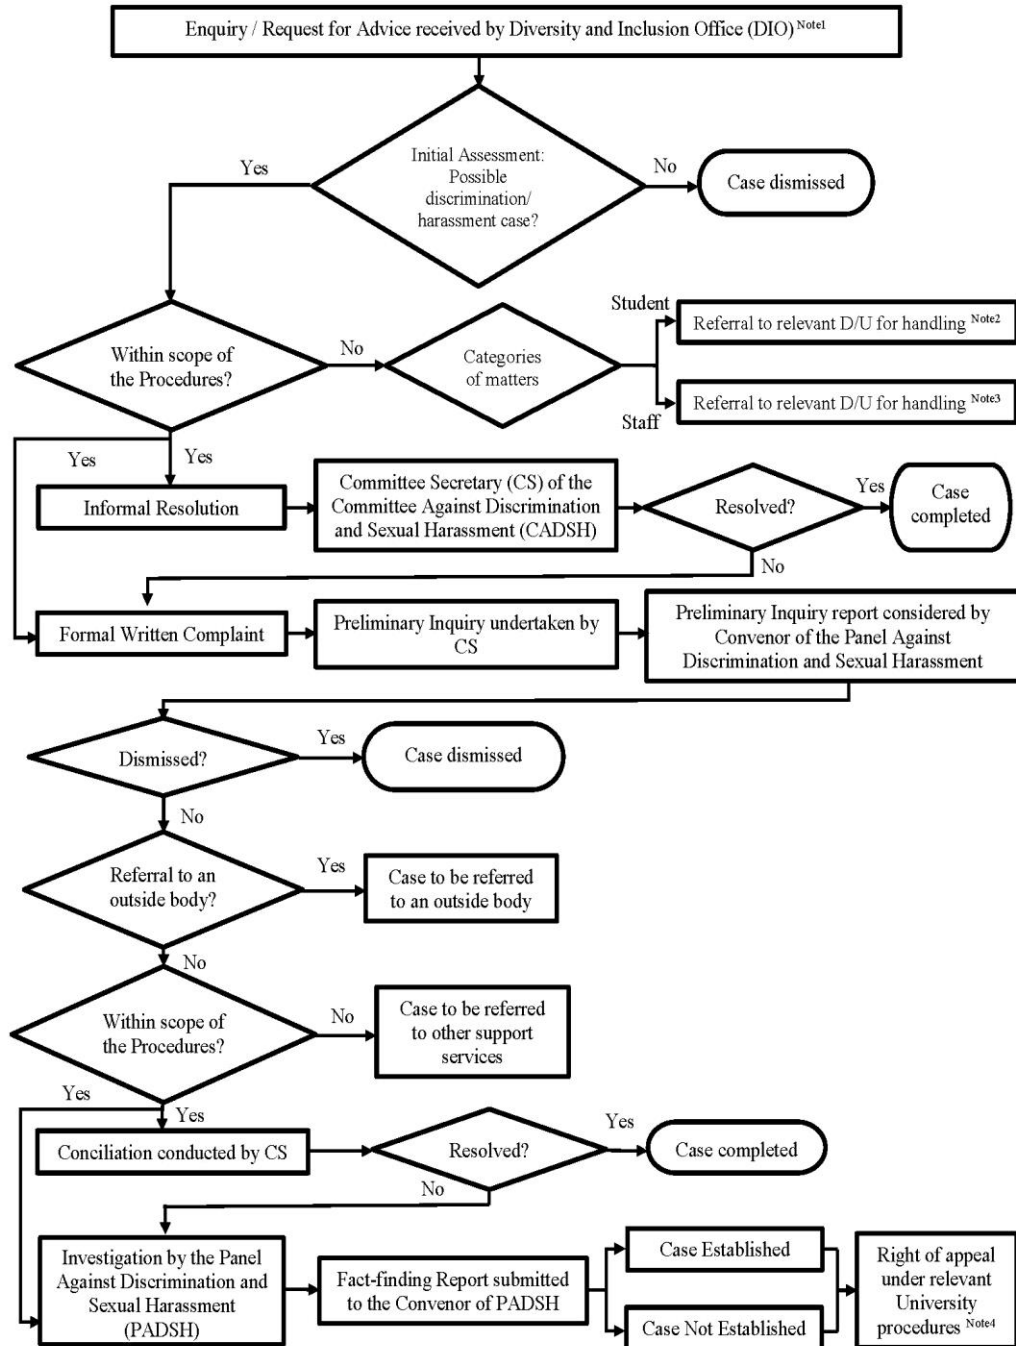 Enquiry / Request for Advice received by Diversity and Inclusion Office (DIO) Note1
Initial Assessment:
Possible
discrimination/
harassment case?
Yes
No
Case dismissed
Within scope of
the Procedures?
No
Categories
of matters
Student
Referral to relevant D/U for handling Note2
Staff
Referral to relevant D/U for handling Note3
Yes
Yes
Informal Resolution
Committee Secretary (CS) of the
Committee Against Discrimination
and Sexual Harassment (CADSH)
Resolved?
Yes
Case
completed
No
Formal Written Complaint
Preliminary Inquiry undertaken by
CS
Preliminary Inquiry report considered by
Convenor of the Panel Against
Discrimination and Sexual Harassment
Dismissed?
Yes
Case dismissed
No
Referral to an
outside body?
Yes
Case to be referred
to an outside body
No
Within scope of
the Procedures?
No
Case to be referred
to other support
services
Yes
Yes
Conciliation conducted by CS
Resolved?
Yes
Case completed
No
Investigation by the Panel
Against Discrimination and
Sexual Harassment
(PADSH)
Fact-finding Report submitted
to the Convenor of PADSH
Case Established
Case Not Established
Right of appeal
under relevant
University
procedures Note4